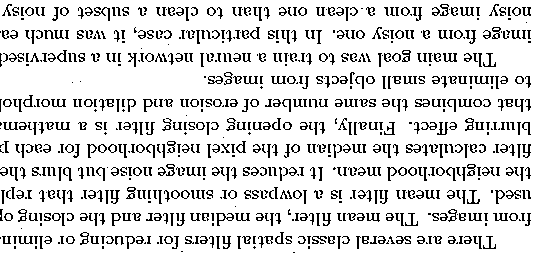 There are several classic spatial filters for reducing or elimin
from images. The mean filter, the median filter and the closing op
used. The mean filter is a lowpass or smoothing filter that repl
the neighborhood mean. It reduces the image noise but blurs the
filter calculates the median of the pixel neighborhood for each p
blurring effect. Finally, the opening closing filter is a mathema
that combines the same number of erosion and dilation morphol
to eliminate small objects from images.
The main goal was to train a neural network in a supervised
image from a noisy one. In this particular case, it was much ea
noisy image from a clean one than to clean a subset of noisy